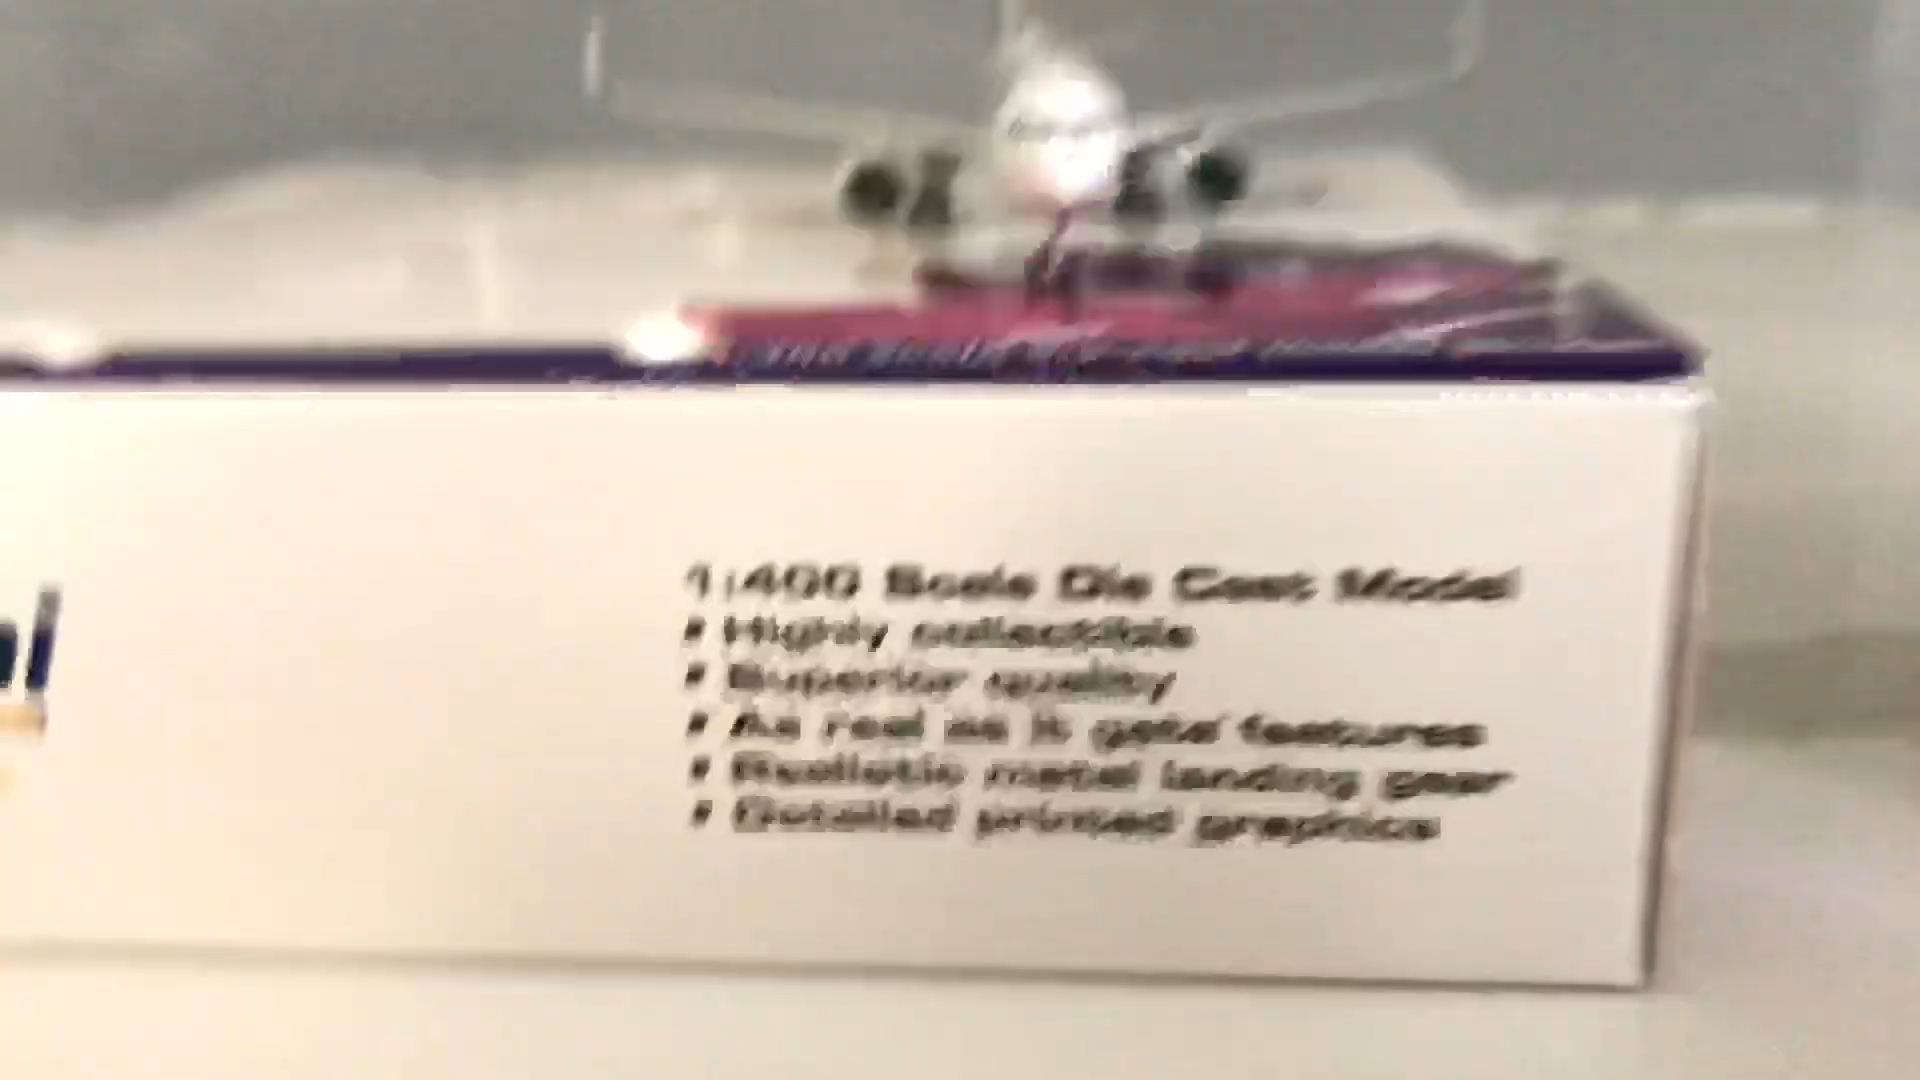 1:400 Scale Die Cast Model
# Highly collectible
# Superior quality
# As real as it gets' features
# Realistic metal landing gear
# Detailed printed graphics